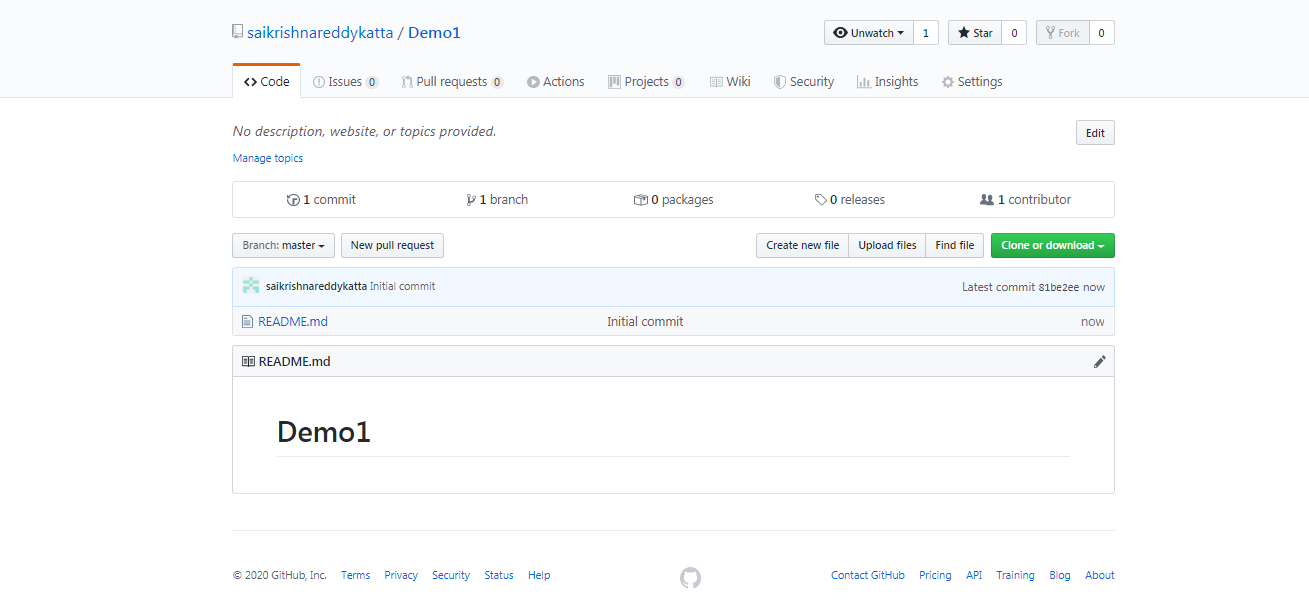 saikrishnareddykatta / Demo1 Unwatch 1 Star 0 Fork 0
Code Issues 0 Pull requests 0 Actions Projects 0 Wiki Security Insights Settings
No description, website, or topics provided. Edit
Manage topics
1 commit 1 branch 0 packages 0 releases 1 contributor
Branch: master New pull request Create new file Upload files Find file Clone or download
saikrishnareddykatta Initial commit Latest commit 81be2ee now
README.md Initial commit now
README.md
Demo1
© 2020 GitHub, Inc. Terms Privacy Security Status Help Contact GitHub Pricing API Training Blog About